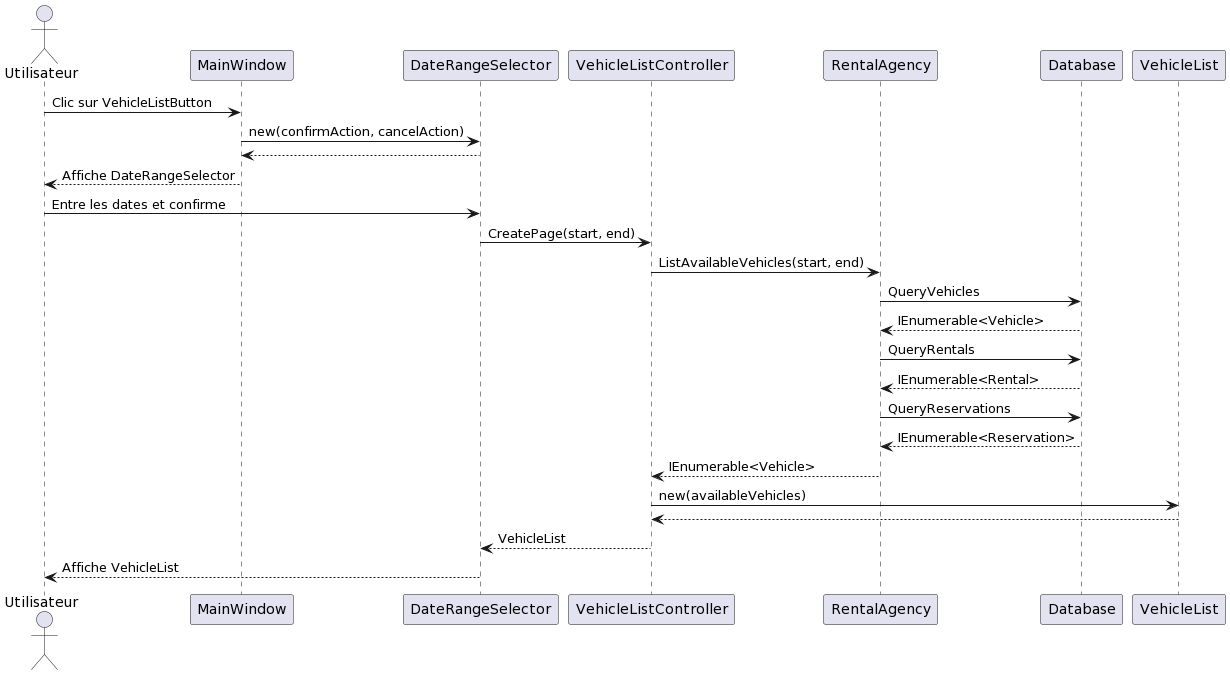 Utilisateur
MainWindow
DateRangeSelector
VehicleListController
RentalAgency
Database
VehicleList
Clic sur VehicleListButton
new(confirmAction, cancelAction)
Affiche DateRangeSelector
Entre les dates et confirme
CreatePage(start, end)
ListAvailableVehicles(start, end)
QueryVehicles
IEnumerable<Vehicle>
QueryRentals
IEnumerable<Rental>
QueryReservations
IEnumerable<Reservation>
IEnumerable<Vehicle>
new(availableVehicles)
VehicleList
Affiche VehicleList
Utilisateur
MainWindow
DateRangeSelector
VehicleListController
RentalAgency
Database
VehicleList